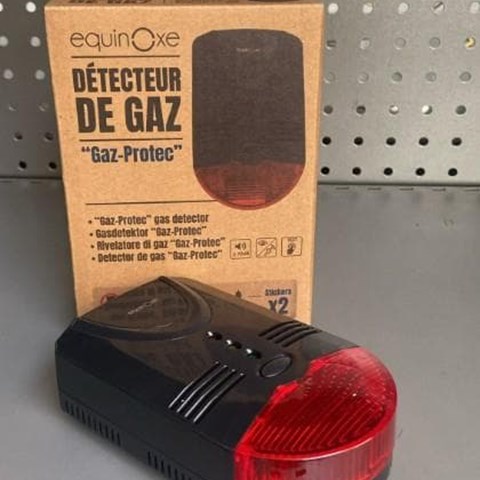 equinOxe
DÉTECTEUR
DE GAZ
"Gaz-Protec"
• "Gaz-Protec" gas detector
• Gasdetektor "Gaz-Protec"
• Rivelatore di gaz "Gaz-Protec"
• Detector de gas "Gaz-Protec"
Stickers
x2